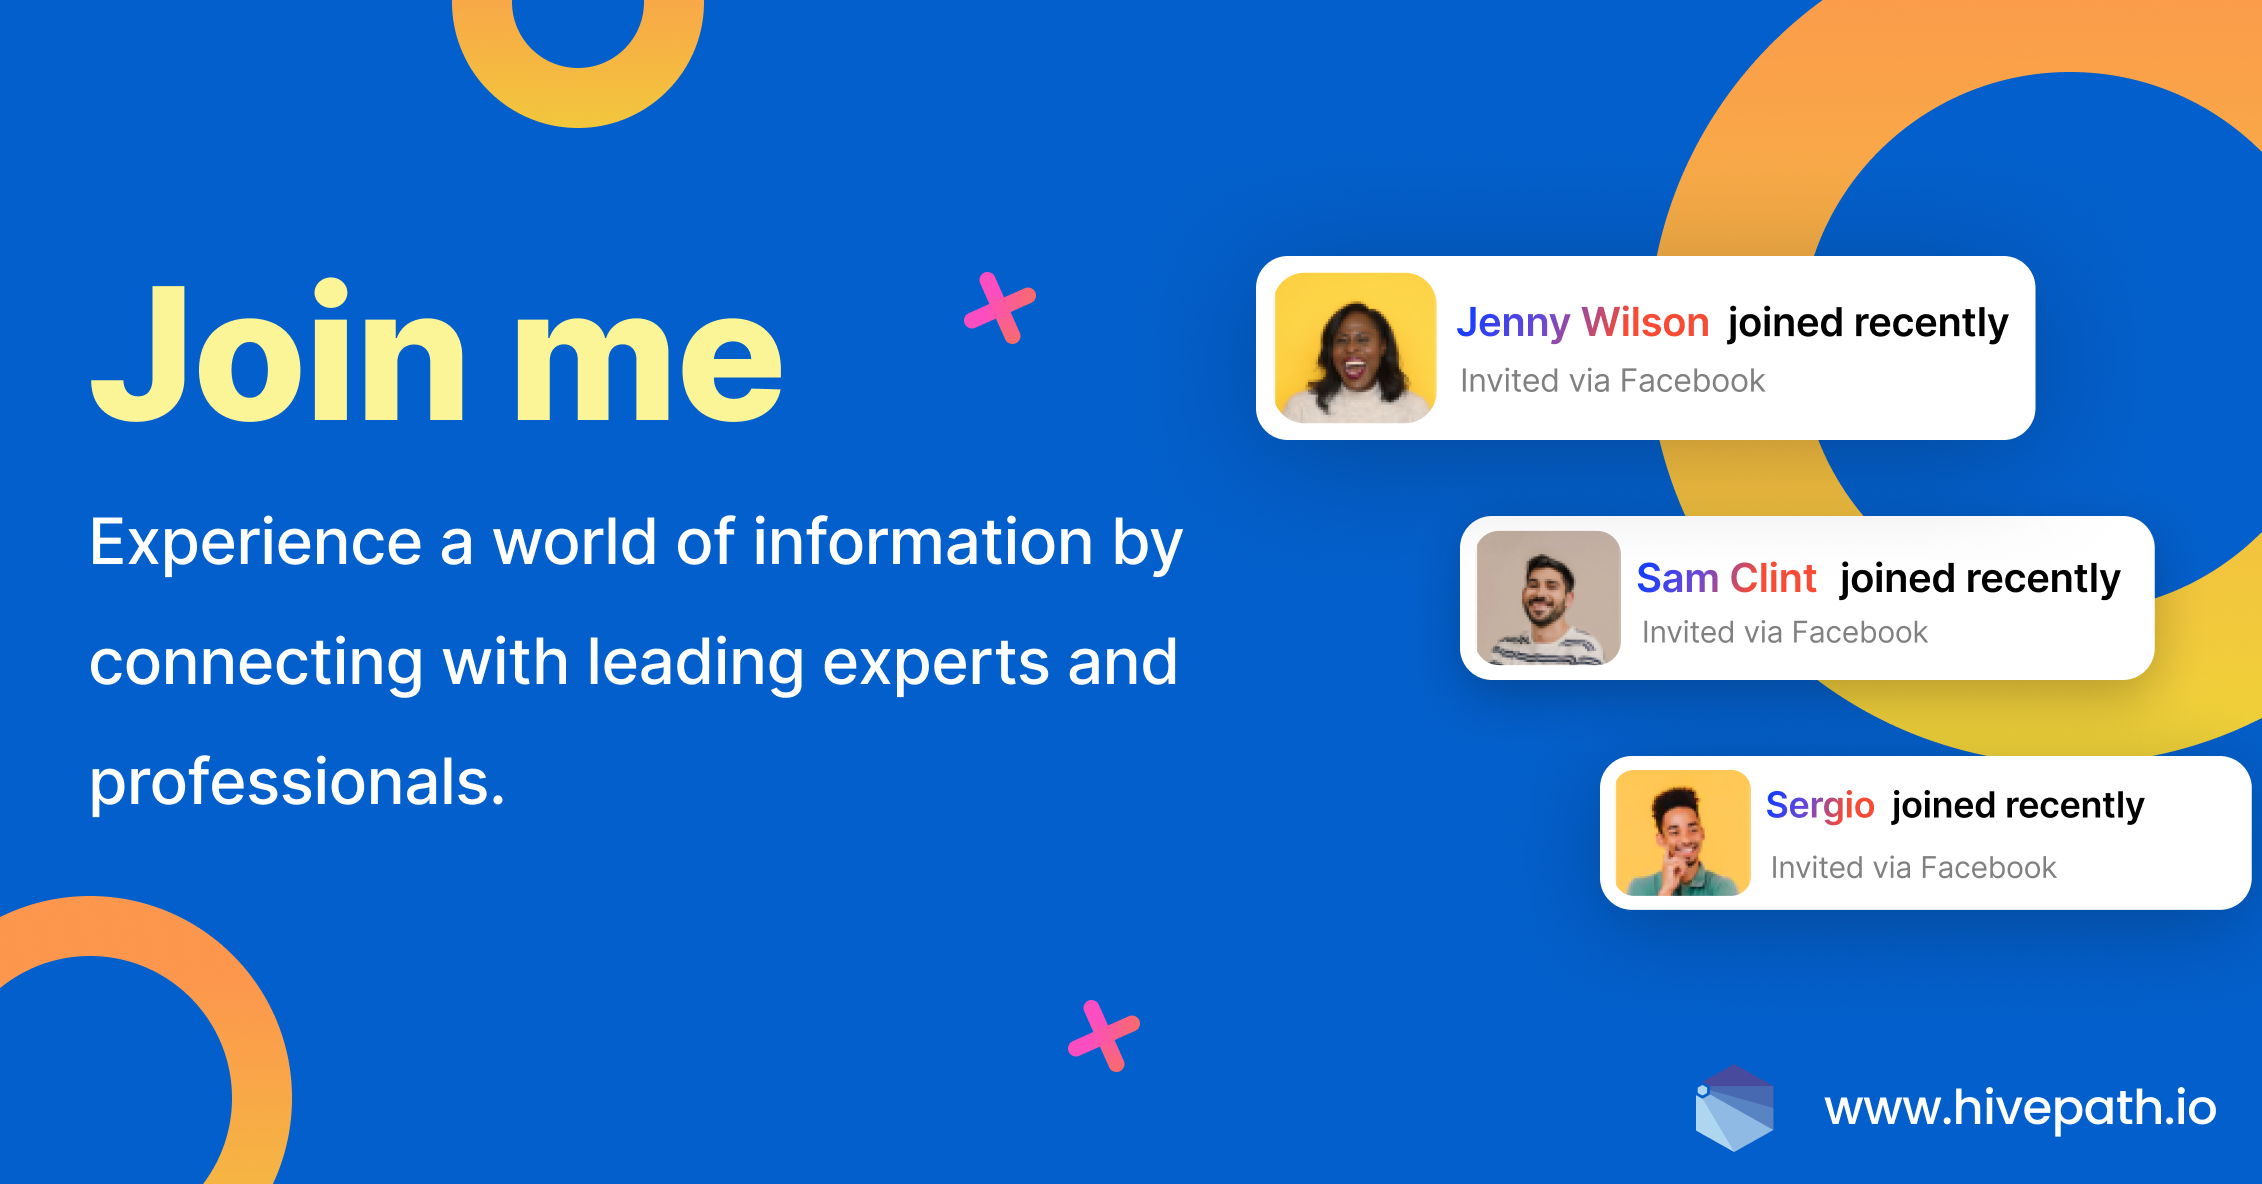 Join me
Experience a world of information by
connecting with leading experts and
professionals.
Jenny Wilson joined recently
Invited via Facebook
Sam Clint joined recently
Invited via Facebook
Sergio joined recently
Invited via Facebook
www.hivepath.io